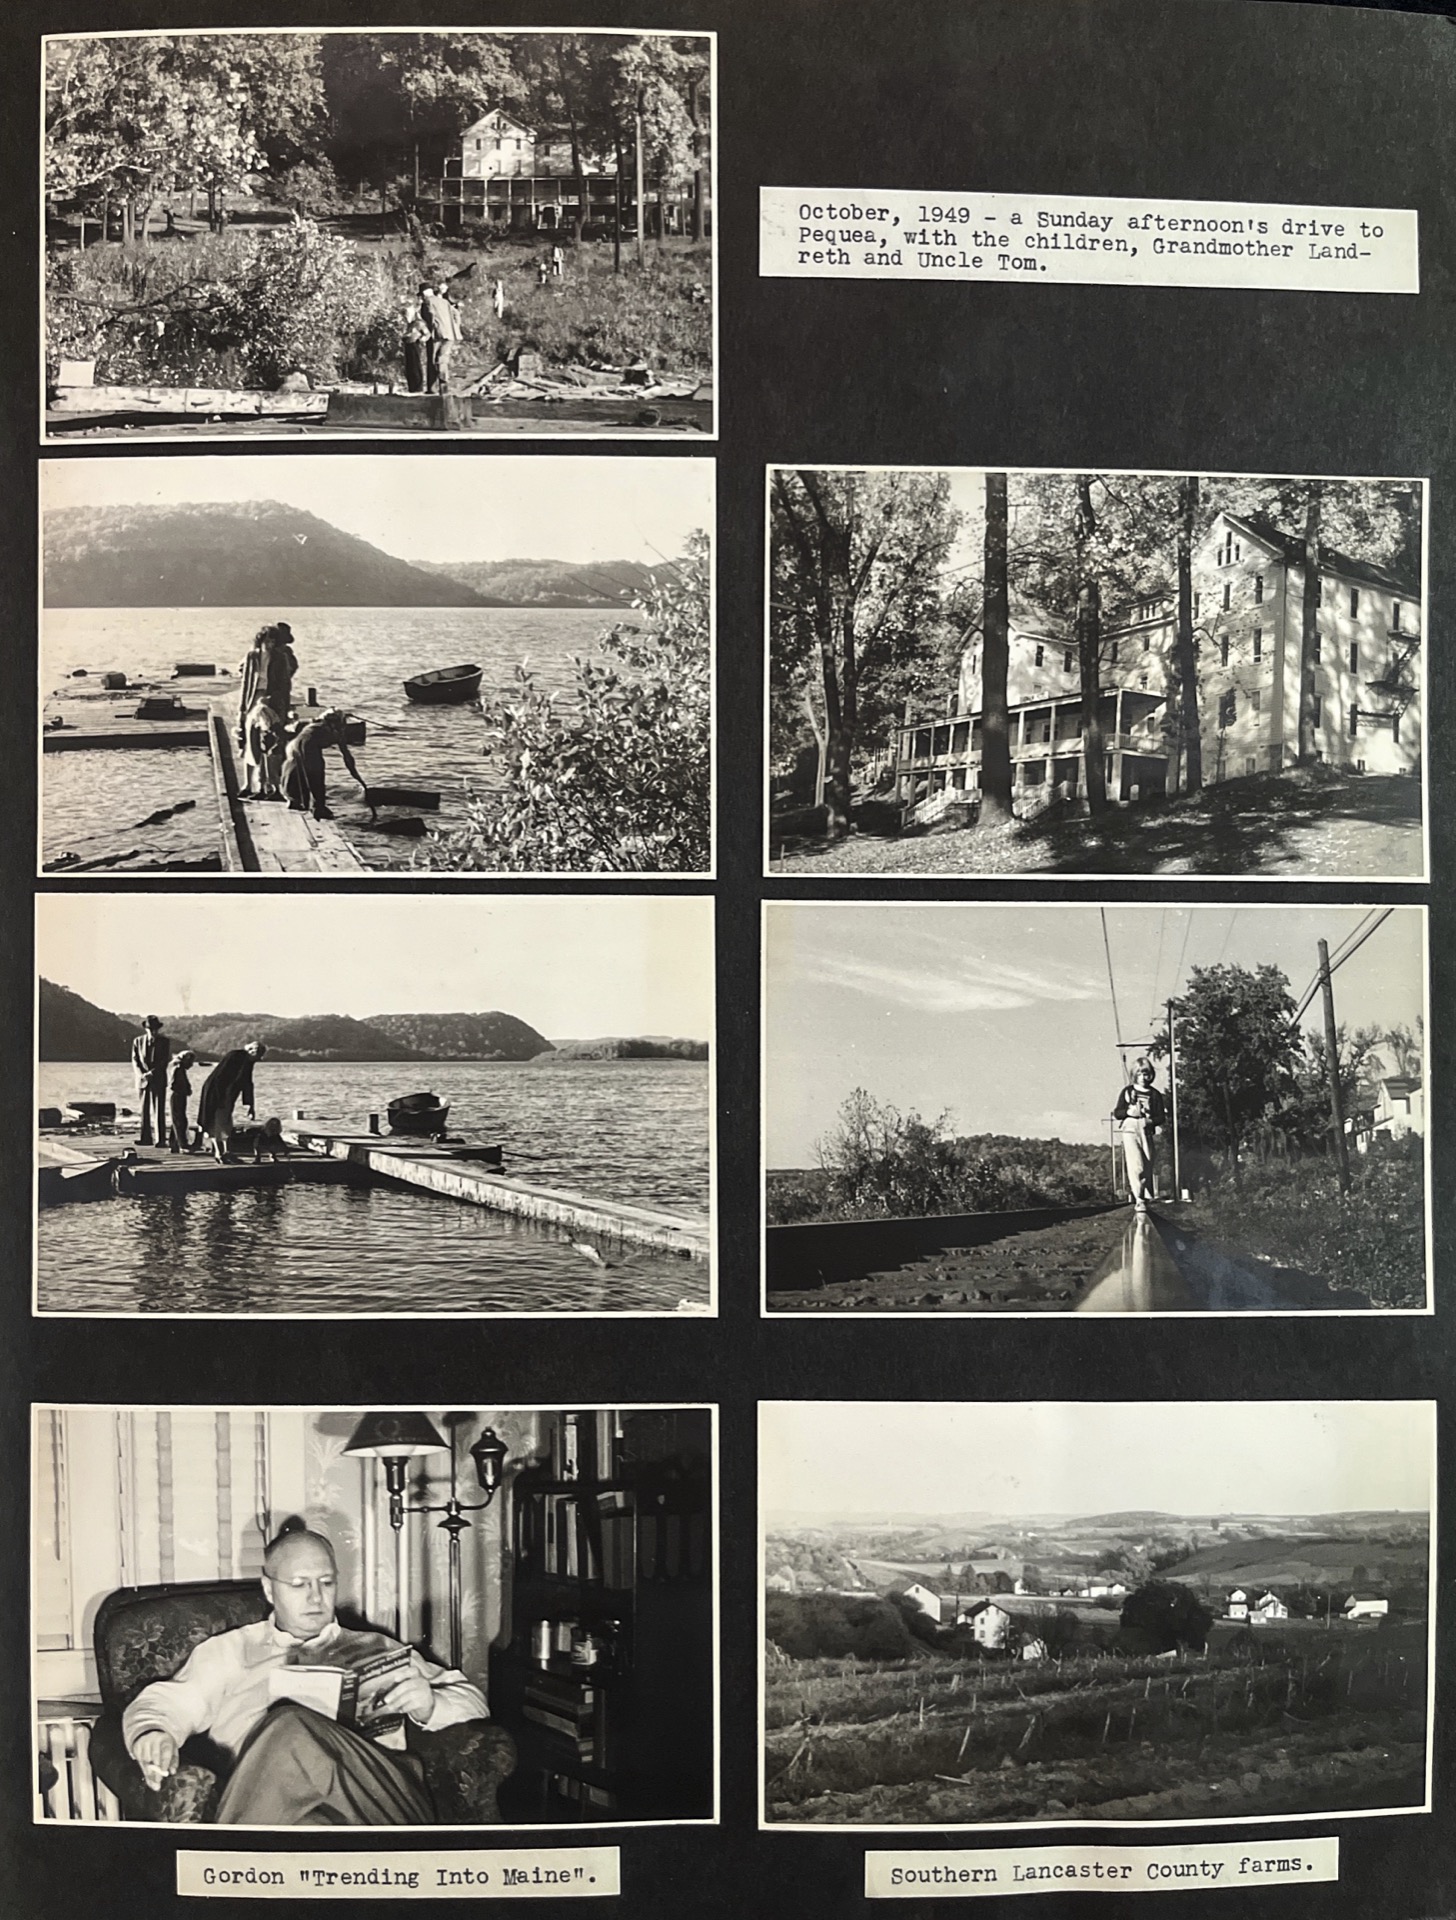 October, 1949 - a Sunday afternoon's drive to
Pequea, with the children, Grandmother Land-
reth and Uncle Tom.
Gordon "Trending Into Maine".
Southern Lancaster County farms.